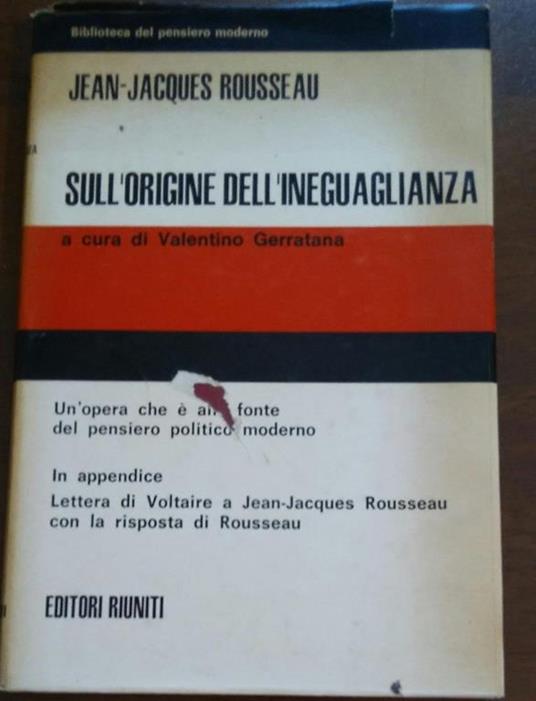 Biblioteca del pensiero moderno
JEAN-JACQUES ROUSSEAU
SULL'ORIGINE DELL'INEGUAGLIANZA
a cura di Valentino Gerratana
Un'opera che è fonte
del pensiero politico moderno
In appendice
Lettera di Voltaire a Jean-Jacques Rousseau
con la risposta di Rousseau
EDITORI RIUNITI